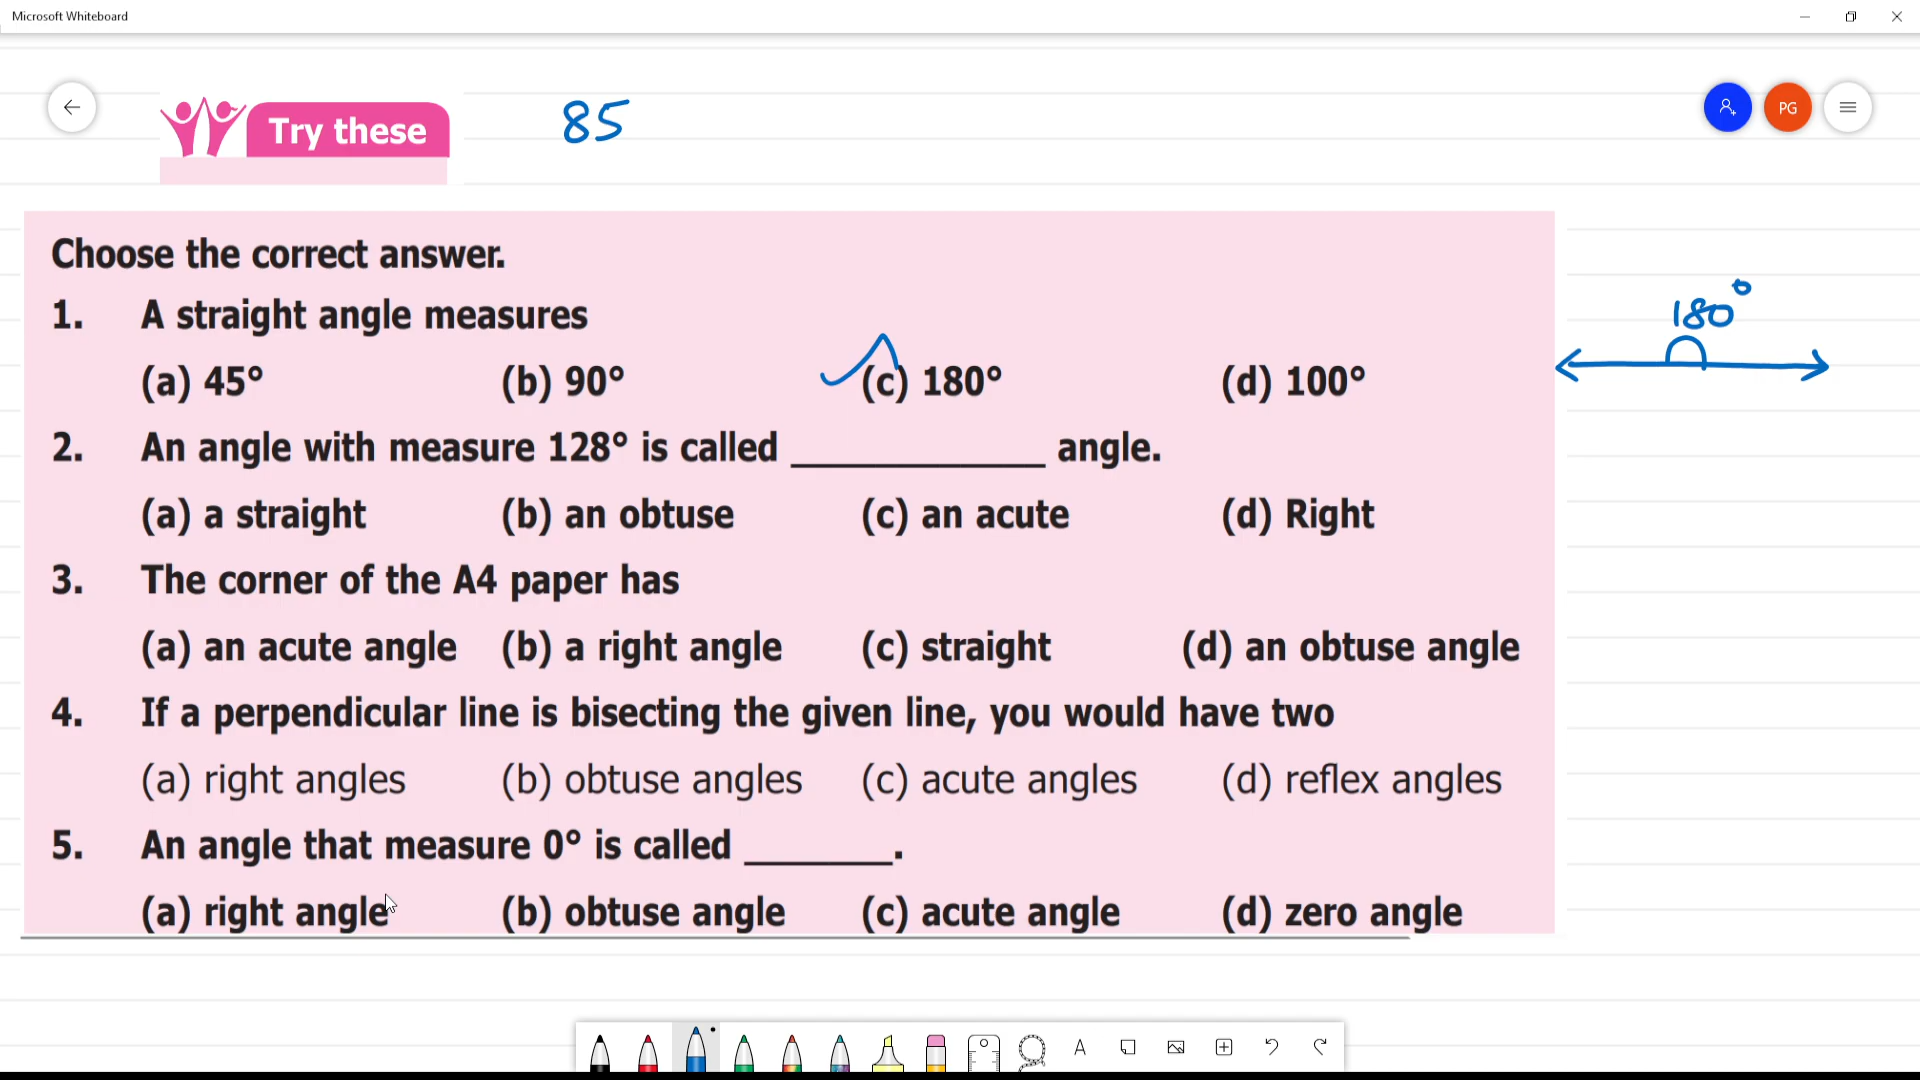 Microsoft Whiteboard
Try these
85
PG
Choose the correct answer.
1. A straight angle measures
180°
(a) 45° (b) 90° (c) 180° (d) 100°
2. An angle with measure 128° is called ______________ angle.
(a) a straight (b) an obtuse (c) an acute (d) Right
3. The corner of the A4 paper has
(a) an acute angle (b) a right angle (c) straight (d) an obtuse angle
4. If a perpendicular line is bisecting the given line, you would have two
(a) right angles (b) obtuse angles (c) acute angles (d) reflex angles
5. An angle that measure 0° is called ________.
(a) right angle (b) obtuse angle (c) acute angle (d) zero angle
A